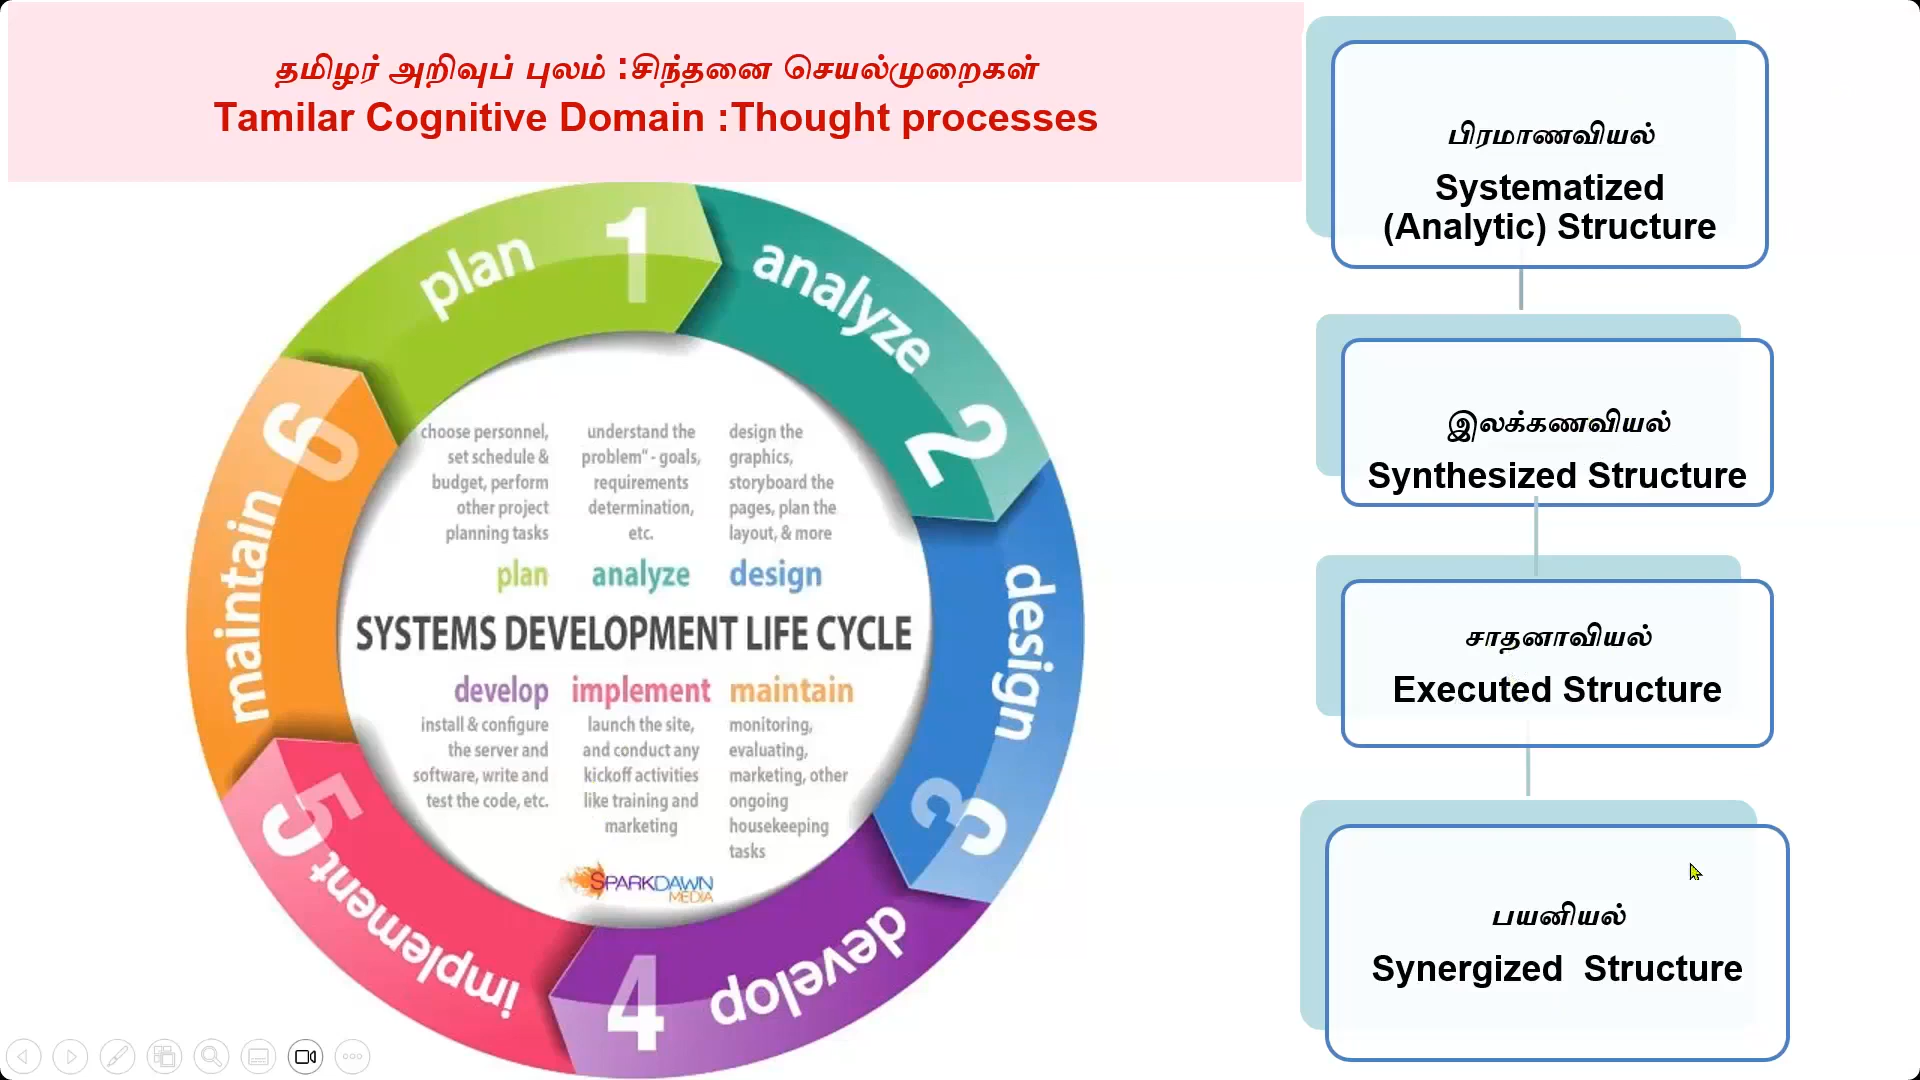 தமிழர் அறிவுப் புலம் :சிந்தனை செயல்முறைகள்
Tamilar Cognitive Domain :Thought processes
plan 1
analyze 2
design 3
develop 4
implement 5
maintain 6
choose personnel,
set schedule &
budget, perform
other project
planning tasks
plan
understand the
problem" - goals,
requirements
determination,
etc.
analyze
design the
graphics,
storyboard the
pages, plan the
layout, & more
design
SYSTEMS DEVELOPMENT LIFE CYCLE
develop
install & configure
the server and
software, write and
test the code, etc.
implement
launch the site,
and conduct any
kickoff activities
like training and
marketing
maintain
monitoring,
evaluating,
marketing, other
ongoing
housekeeping
tasks
SPARKDAWN
MEDIA
பிரமாணவியல்
Systematized
(Analytic) Structure
இலக்கணவியல்
Synthesized Structure
சாதனாவியல்
Executed Structure
பயனியல்
Synergized Structure